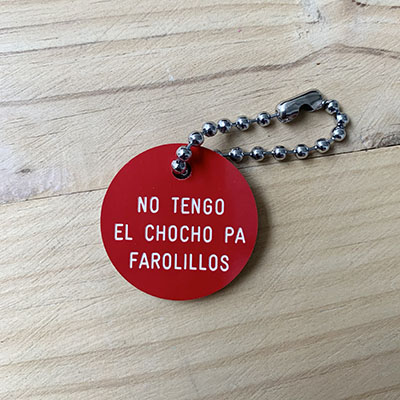 NO TENGO
EL CHOCHO PA
FAROLILLOS